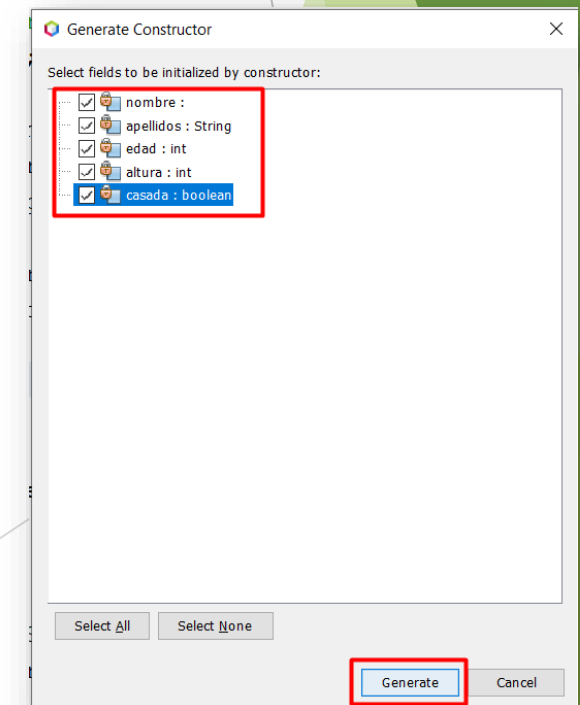 Generate Constructor
Select fields to be initialized by constructor:
nombre :
apellidos : String
edad : int
altura : int
casada : boolean
Select All Select None
Generate Cancel